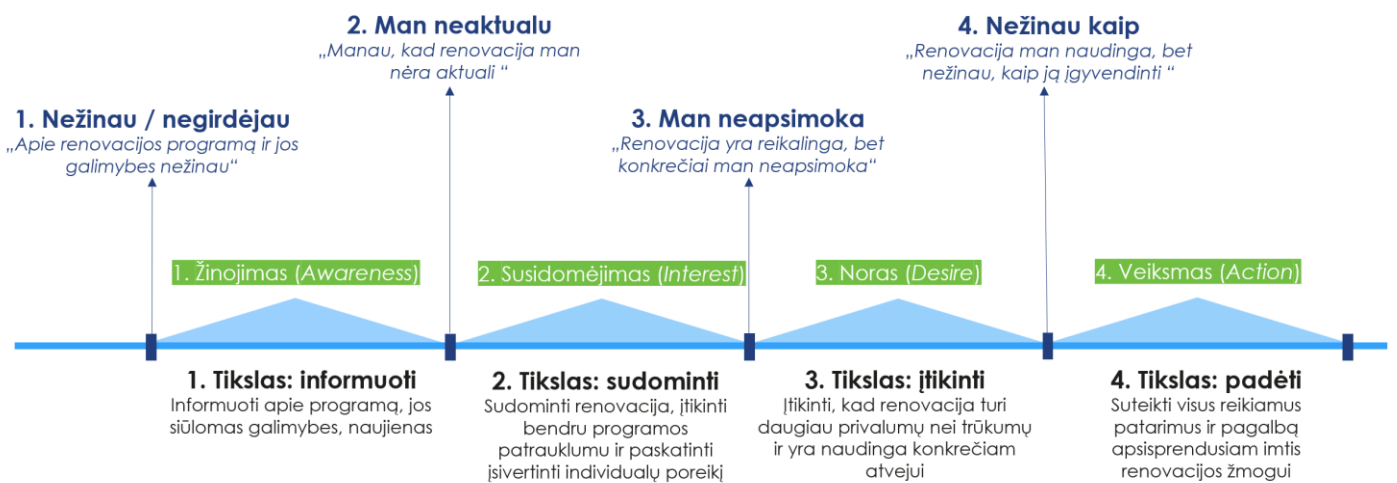 2. Man neaktualu
„Manau, kad renovacija man
nėra aktuali “
4. Nežinau kaip
„Renovacija man naudinga, bet
nežinau, kaip ją įgyvendinti “
1. Nežinau / negirdėjau
„Apie renovacijos programą ir jos
galimybes nežinau“
3. Man neapsimoka
„Renovacija yra reikalinga, bet
konkrečiai man neapsimoka“
1. Žinojimas (Awareness)
2. Susidomėjimas (Interest)
3. Noras (Desire)
4. Veiksmas (Action)
1. Tikslas: informuoti
Informuoti apie programą, jos
siūlomas galimybes, naujienas
2. Tikslas: sudominti
Sudominti renovacija, įtikinti
bendru programos
patrauklumu ir paskatinti
įsivertinti individualų poreikį
3. Tikslas: įtikinti
Įtikinti, kad renovacija turi
daugiau privalumų nei trūkumų
ir yra naudinga konkrečiam
atvejui
4. Tikslas: padėti
Suteikti visus reikiamus
patarimus ir pagalbą
apsisprendusiam imtis
renovacijos žmogui